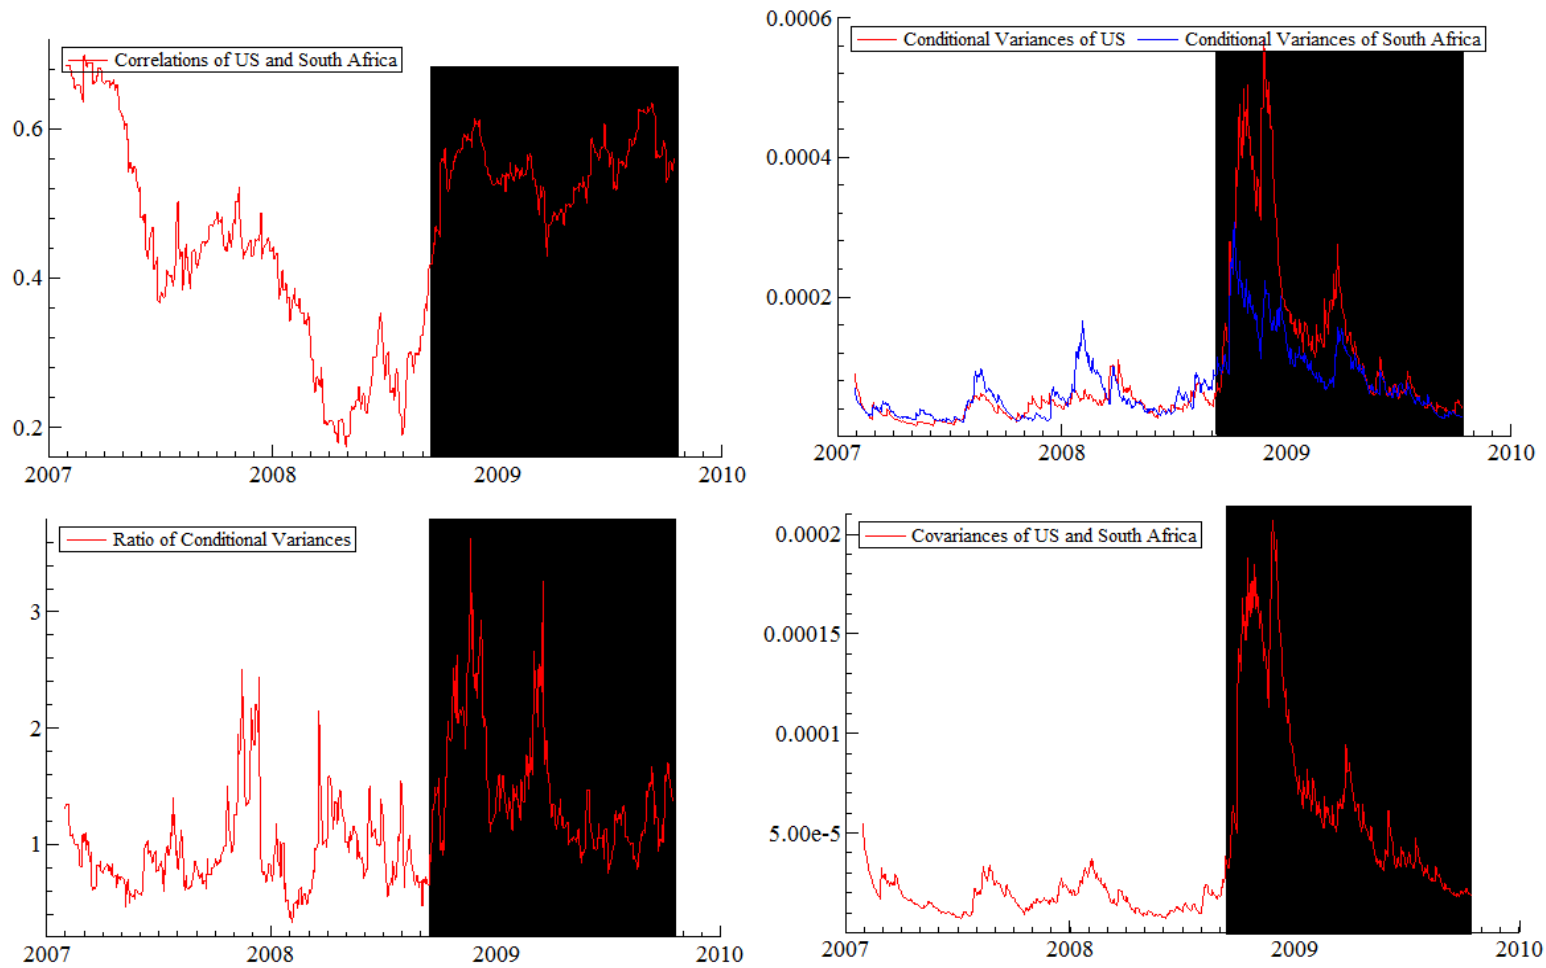 Correlations of US and South Africa
0.6
0.4
0.2
2007 2008 2009 2010
0.0006
Conditional Variances of US Conditional Variances of South Africa
0.0004
0.0002
2007 2008 2009 2010
Ratio of Conditional Variances
3
2
1
2007 2008 2009 2010
0.0002
Covariances of US and South Africa
0.00015
0.0001
5.00e-5
2007 2008 2009 2010